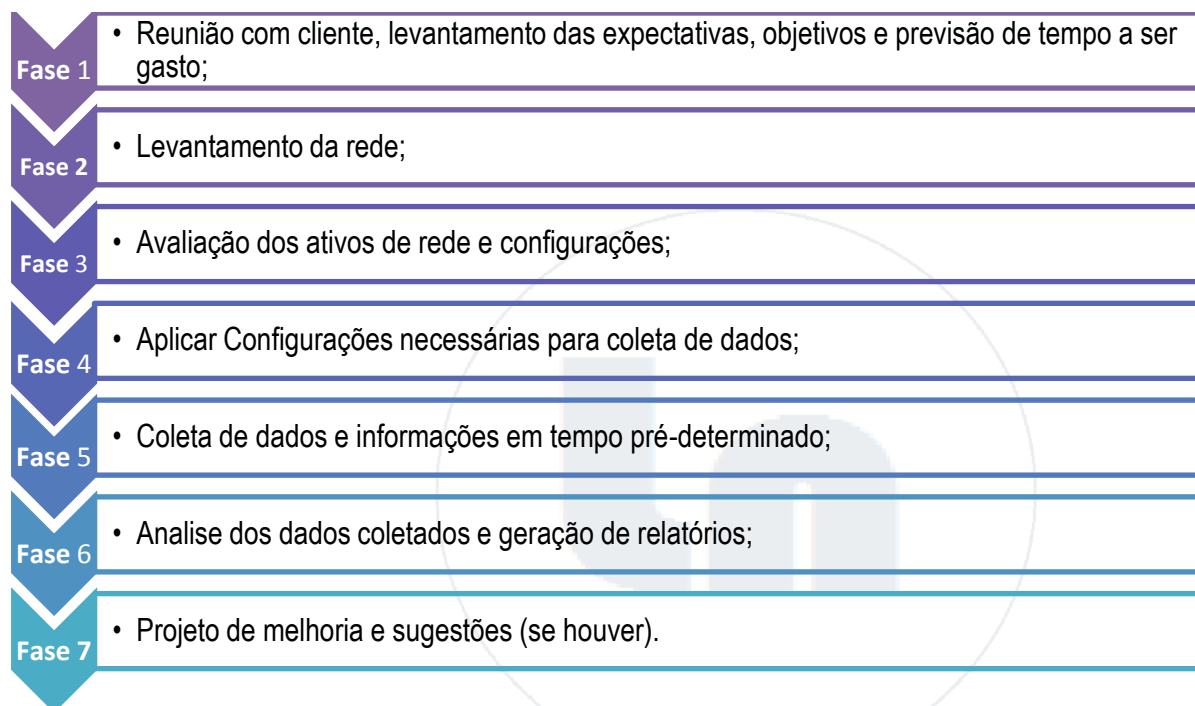 Fase 1
• Reunião com cliente, levantamento das expectativas, objetivos e previsão de tempo a ser
gasto;
Fase 2
• Levantamento da rede;
Fase 3
• Avaliação dos ativos de rede e configurações;
Fase 4
• Aplicar Configurações necessárias para coleta de dados;
Fase 5
• Coleta de dados e informações em tempo pré-determinado;
Fase 6
• Analise dos dados coletados e geração de relatórios;
Fase 7
• Projeto de melhoria e sugestões (se houver).